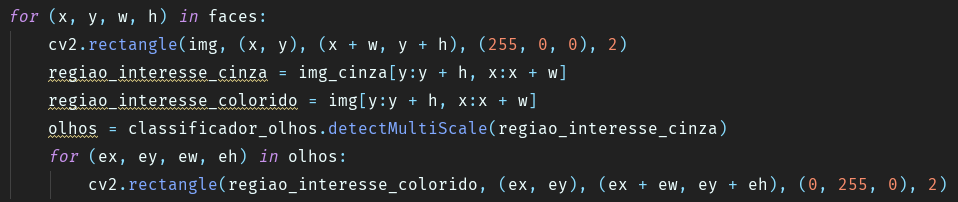 for (x, y, w, h) in faces:
    cv2.rectangle(img, (x, y), (x + w, y + h), (255, 0, 0), 2)
    regiao_interesse_cinza = img_cinza[y:y + h, x:x + w]
    regiao_interesse_colorido = img[y:y + h, x:x + w]
    olhos = classificador_olhos.detectMultiScale(regiao_interesse_cinza)
    for (ex, ey, ew, eh) in olhos:
        cv2.rectangle(regiao_interesse_colorido, (ex, ey), (ex + ew, ey + eh), (0, 255, 0), 2)